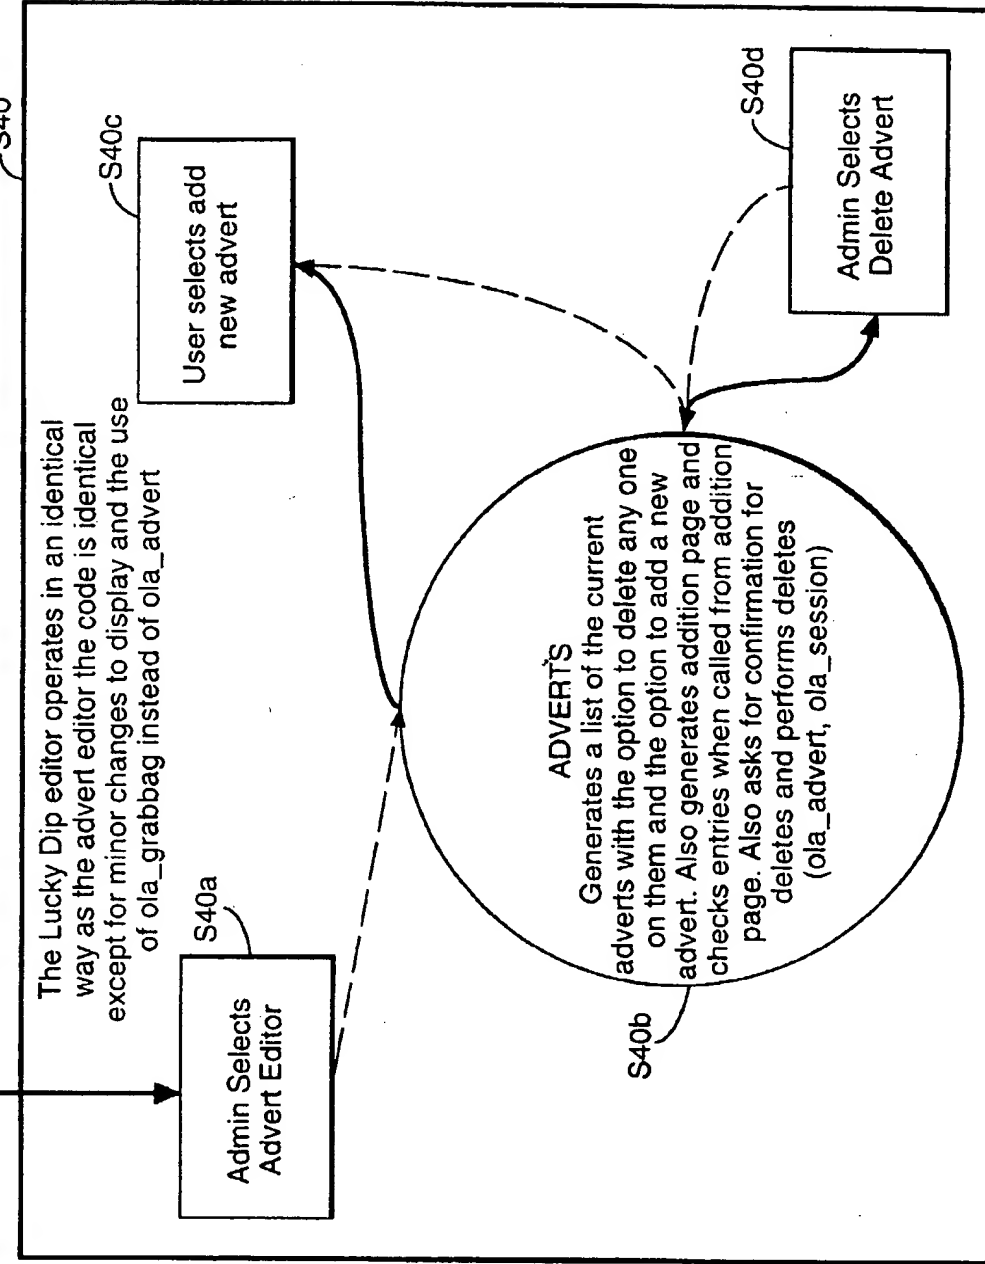 S40
The Lucky Dip editor operates in an identical
way as the advert editor the code is identical
except for minor changes to display and the use
of ola_grabbag instead of ola_advert
S40a
Admin Selects
Advert Editor
S40c
User selects add
new advert
S40b
ADVERTS
Generates a list of the current
adverts with the option to delete any one
on them and the option to add a new
advert. Also generates addition page and
checks entries when called from addition
page. Also asks for confirmation for
deletes and performs deletes
(ola_advert, ola_session)
S40d
Admin Selects
Delete Advert